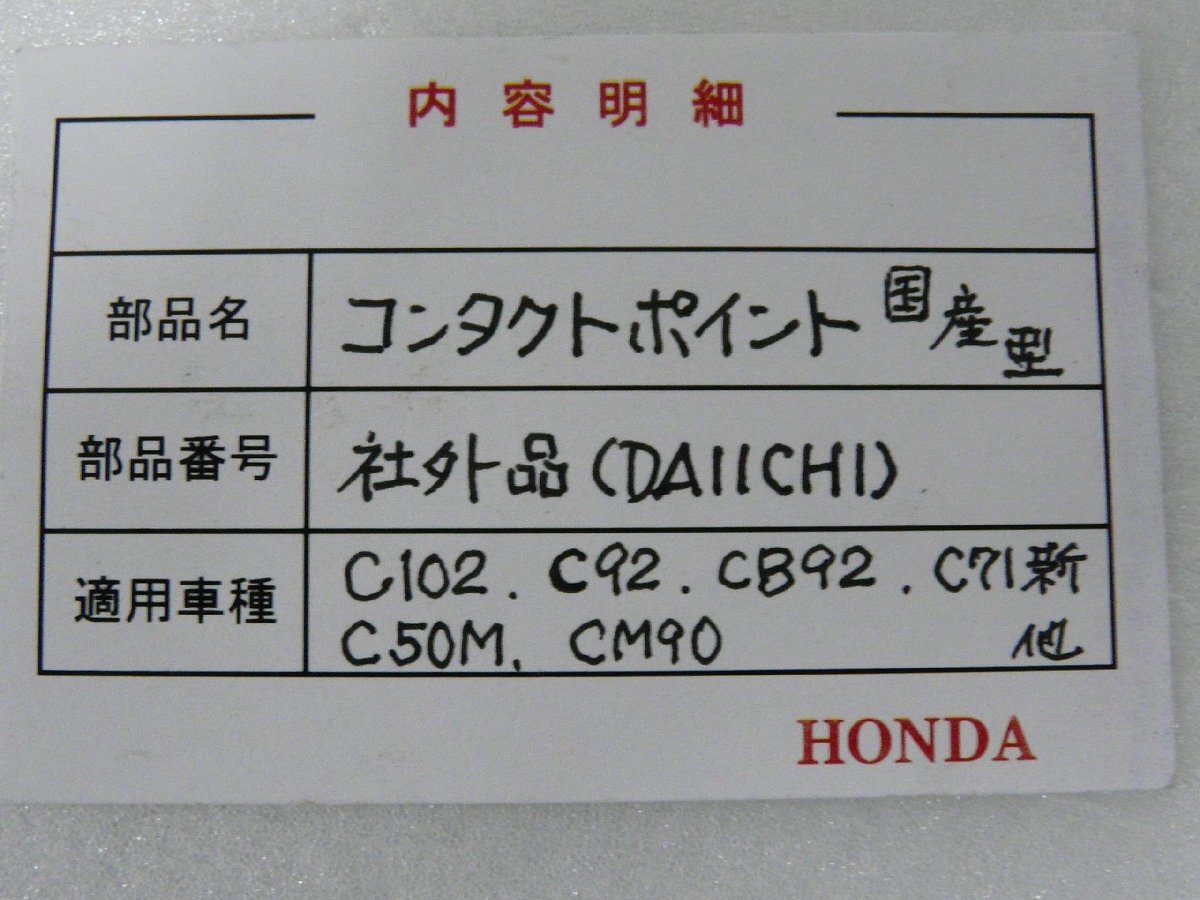 内容明細
部品名 コンタクトポイント 国産型
部品番号 社外品(DAIICHI)
適用車種 C102. C92. CB92. C71新
C50M. CM90 他
HONDA